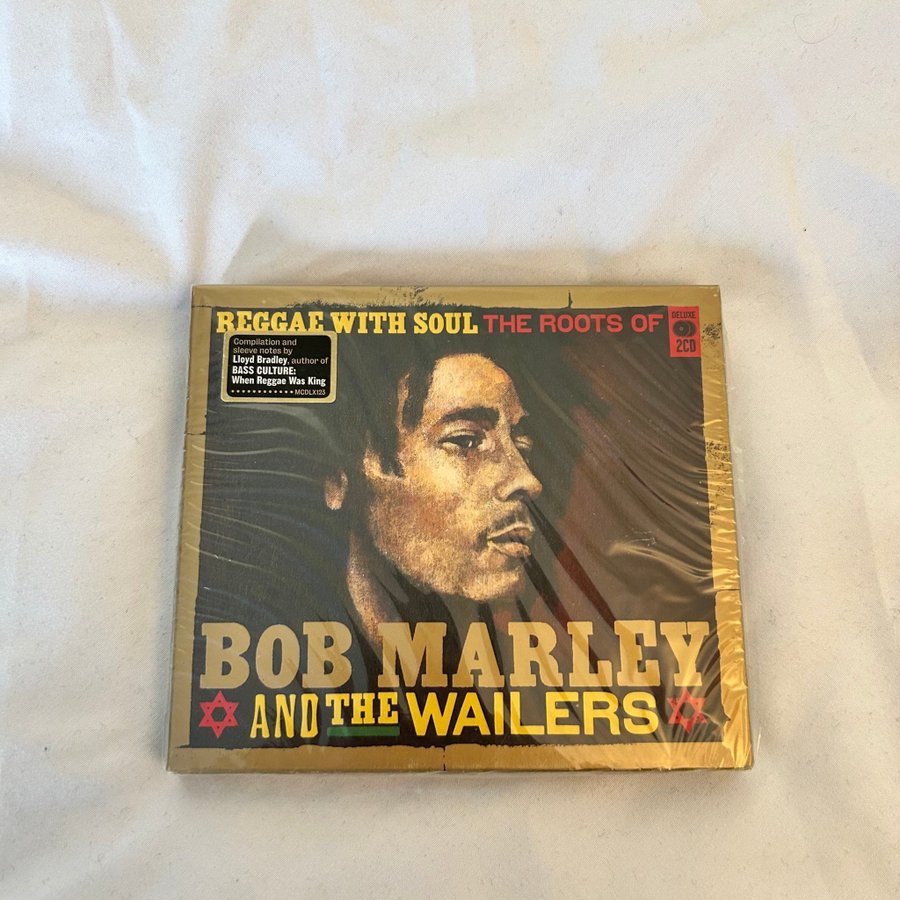 REGGAE WITH SOUL THE ROOTS OF
DELUXE
2CD
Compilation and
sleeve notes by
Lloyd Bradley, author of
BASS CULTURE:
When Reggae Was King
MCDLX123
BOB MARLEY
AND THE WAILERS